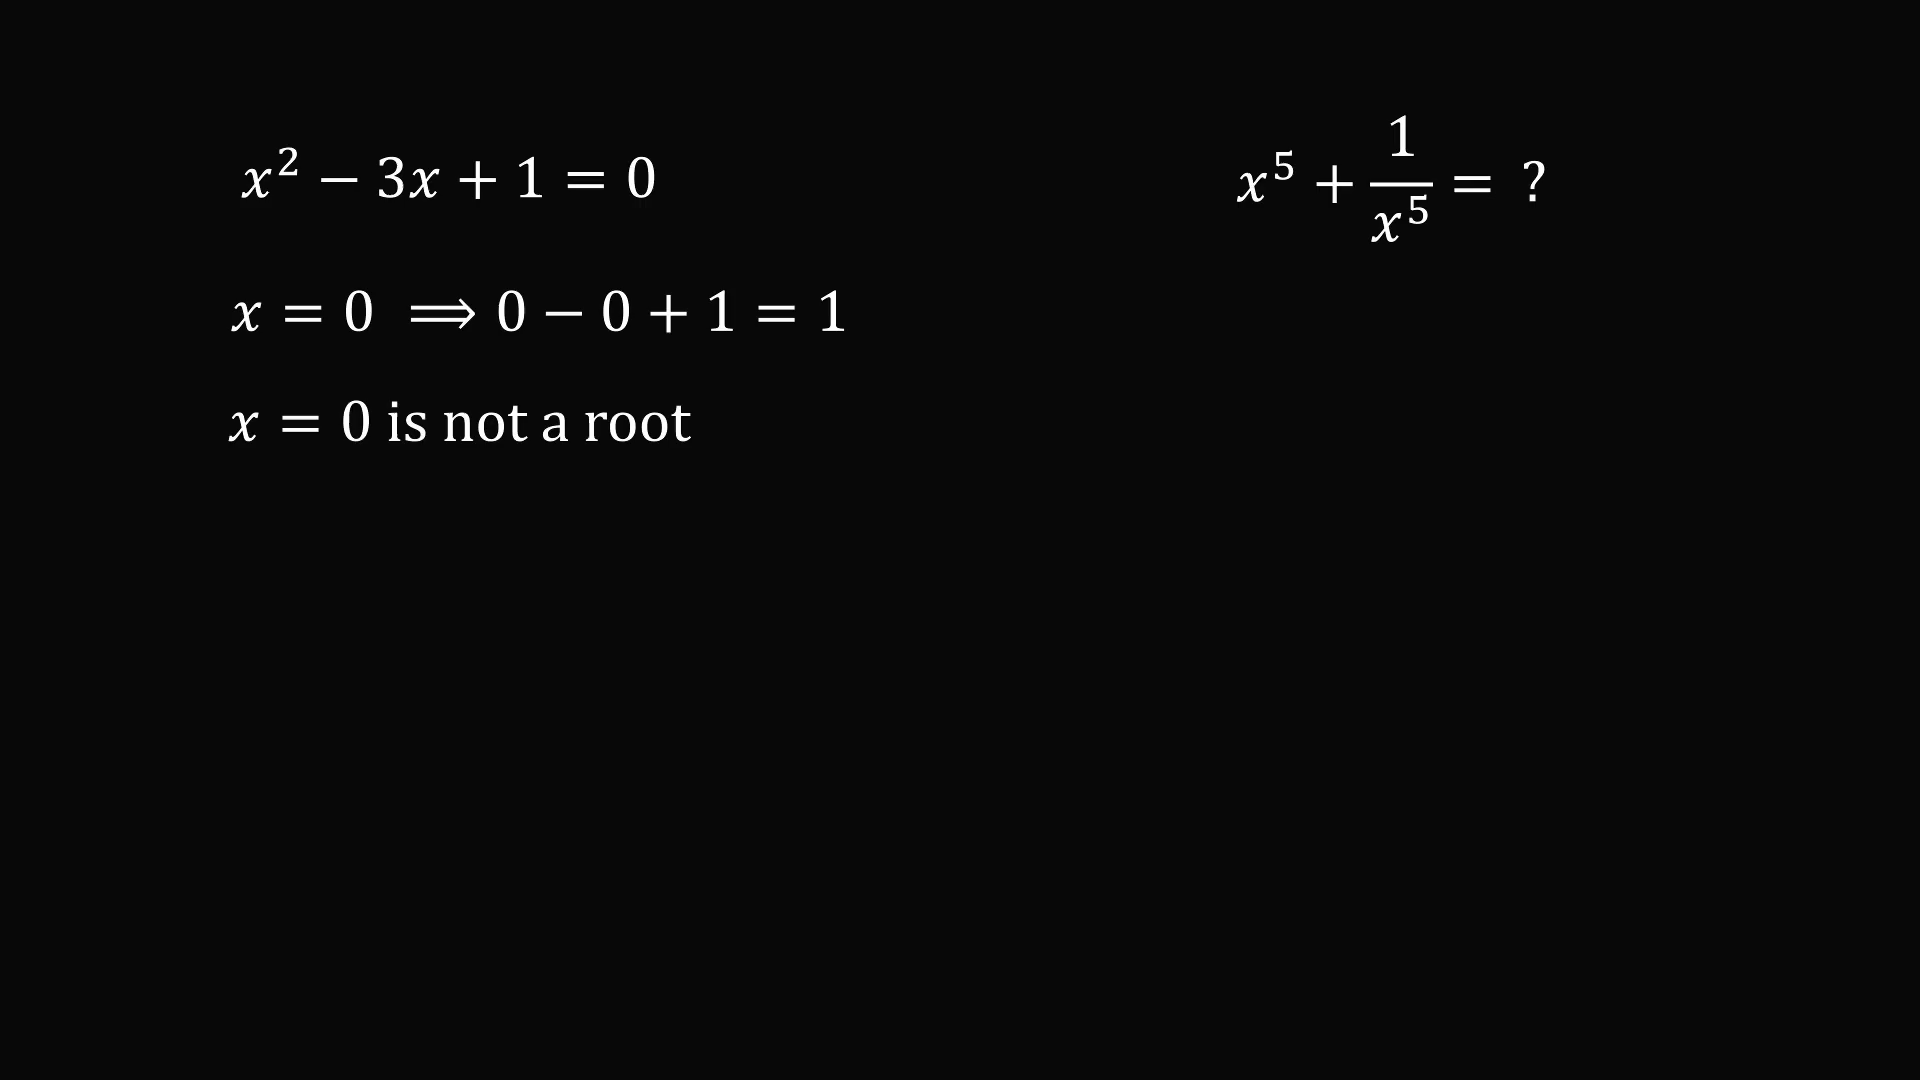 x² − 3x + 1 = 0
x⁵ + 1/x⁵ = ?
x = 0 ⟹ 0 − 0 + 1 = 1
x = 0 is not a root